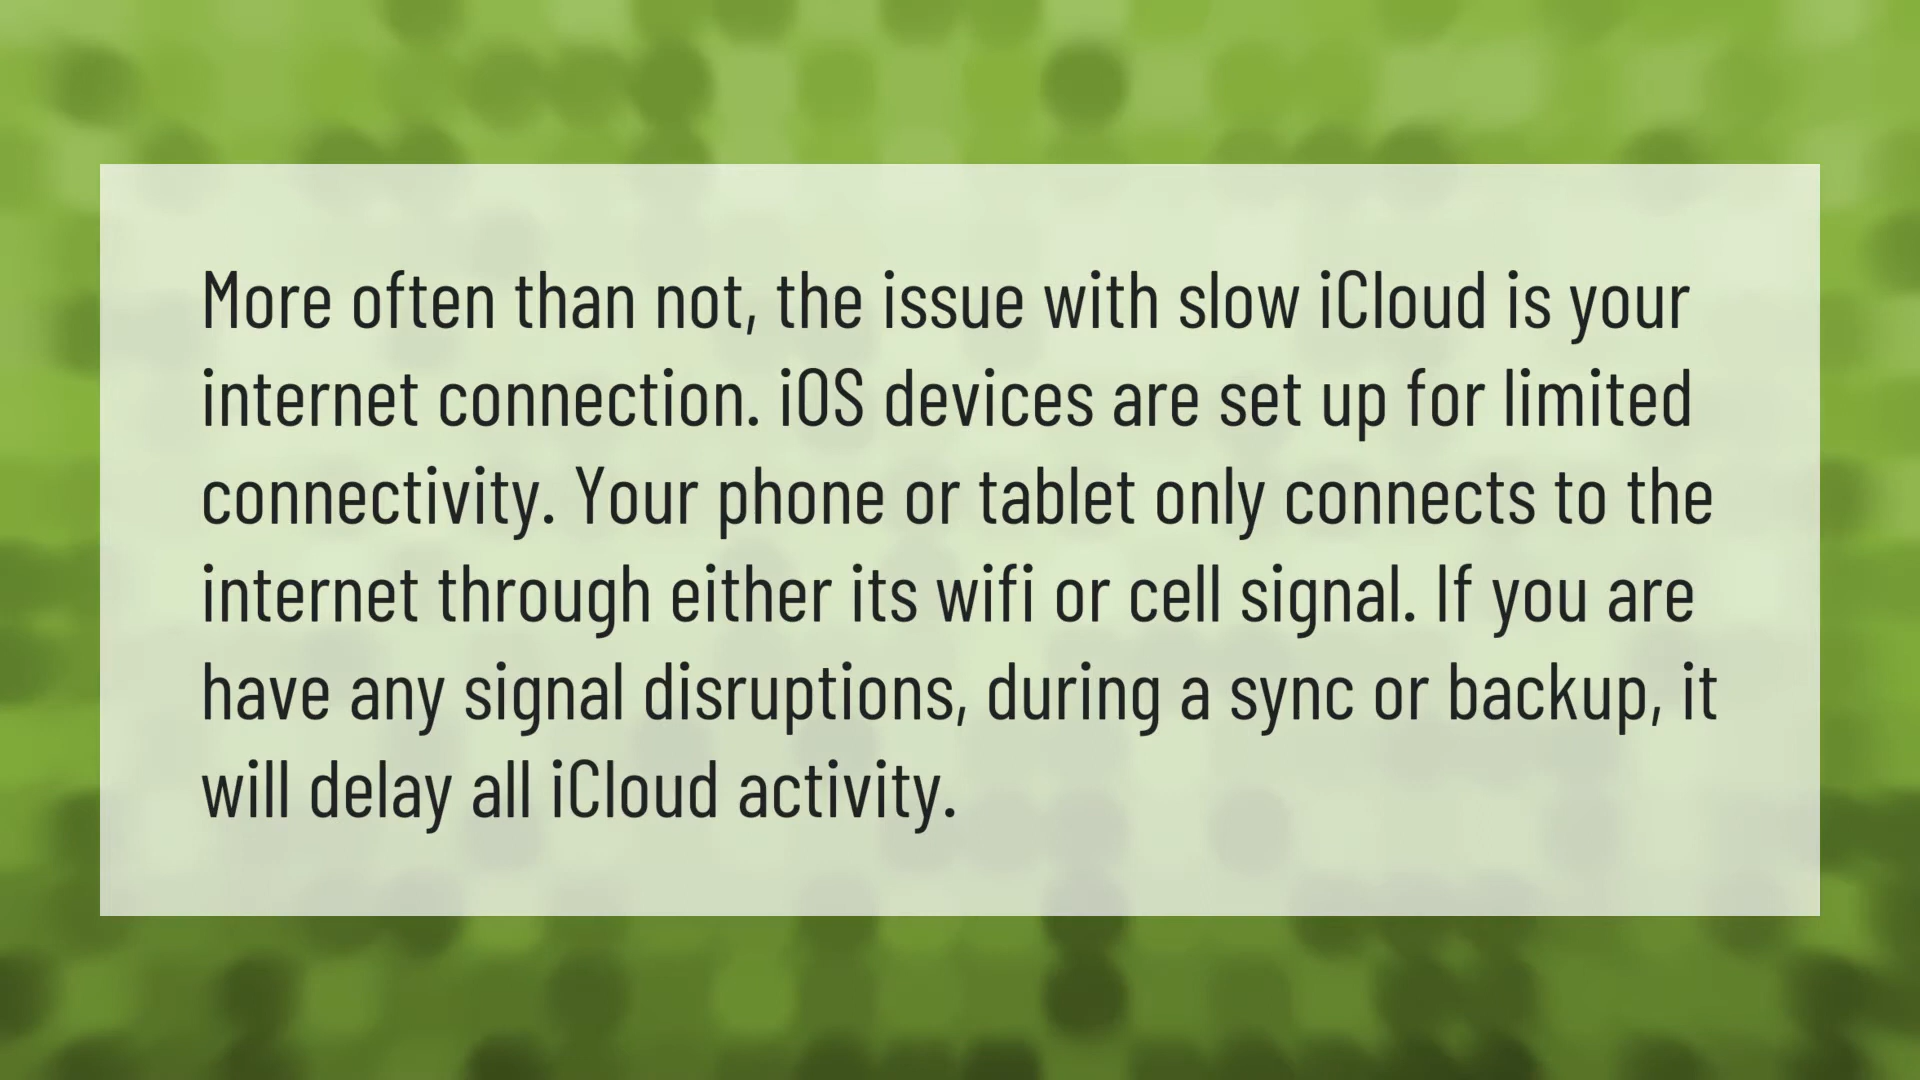 More often than not, the issue with slow iCloud is your
internet connection. iOS devices are set up for limited
connectivity. Your phone or tablet only connects to the
internet through either its wifi or cell signal. If you are
have any signal disruptions, during a sync or backup, it
will delay all iCloud activity.